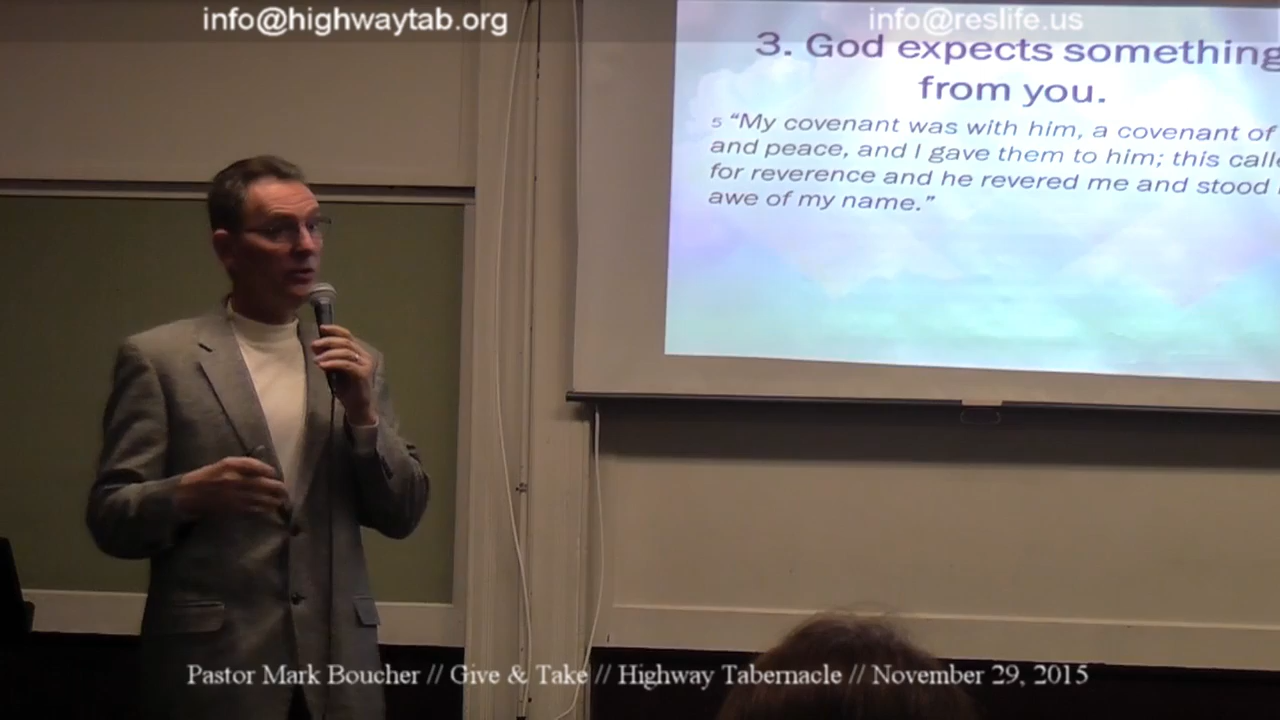 info@highwaytab.org
info@reslife.us
3. God expects something
from you.
5 “My covenant was with him, a covenant of
and peace, and I gave them to him; this
for reverence and he revered me and stood
awe of my name.”
Pastor Mark Boucher // Give & Take // Highway Tabernacle // November 29, 2015